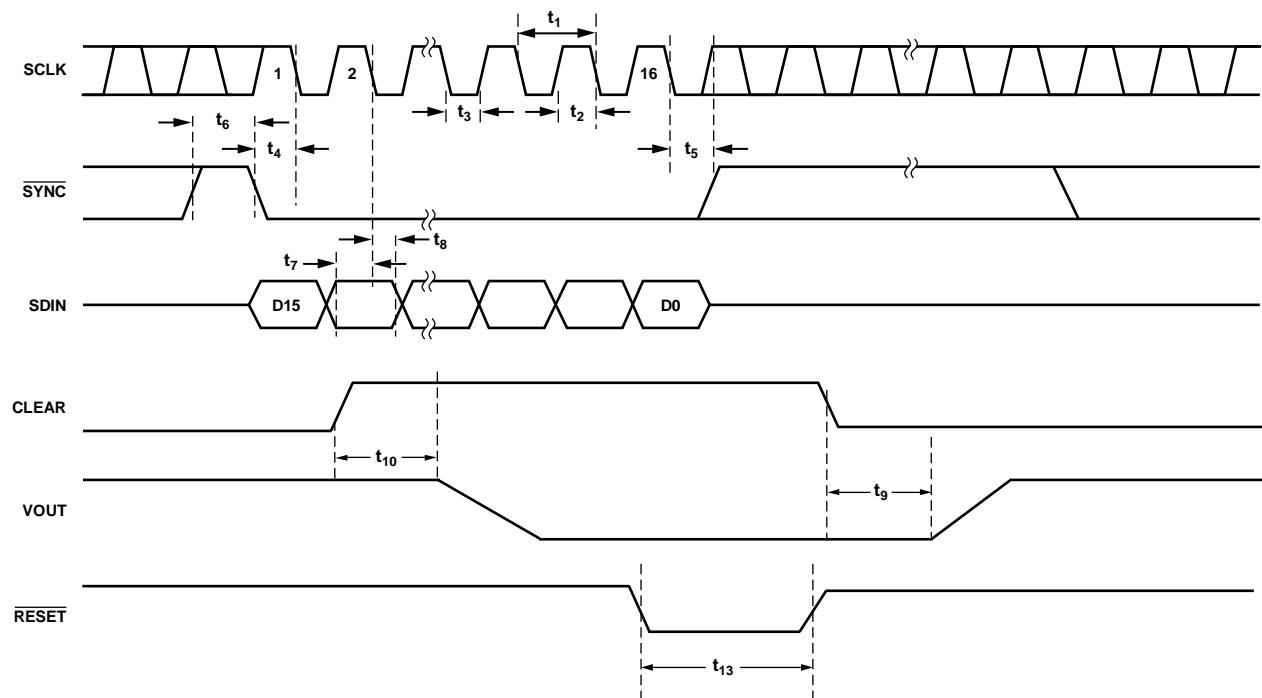 t1
SCLK
1
2
16
t3
t2
t6
t4
t5
SYNC
t8
t7
SDIN
D15
D0
CLEAR
t10
t9
VOUT
RESET
t13